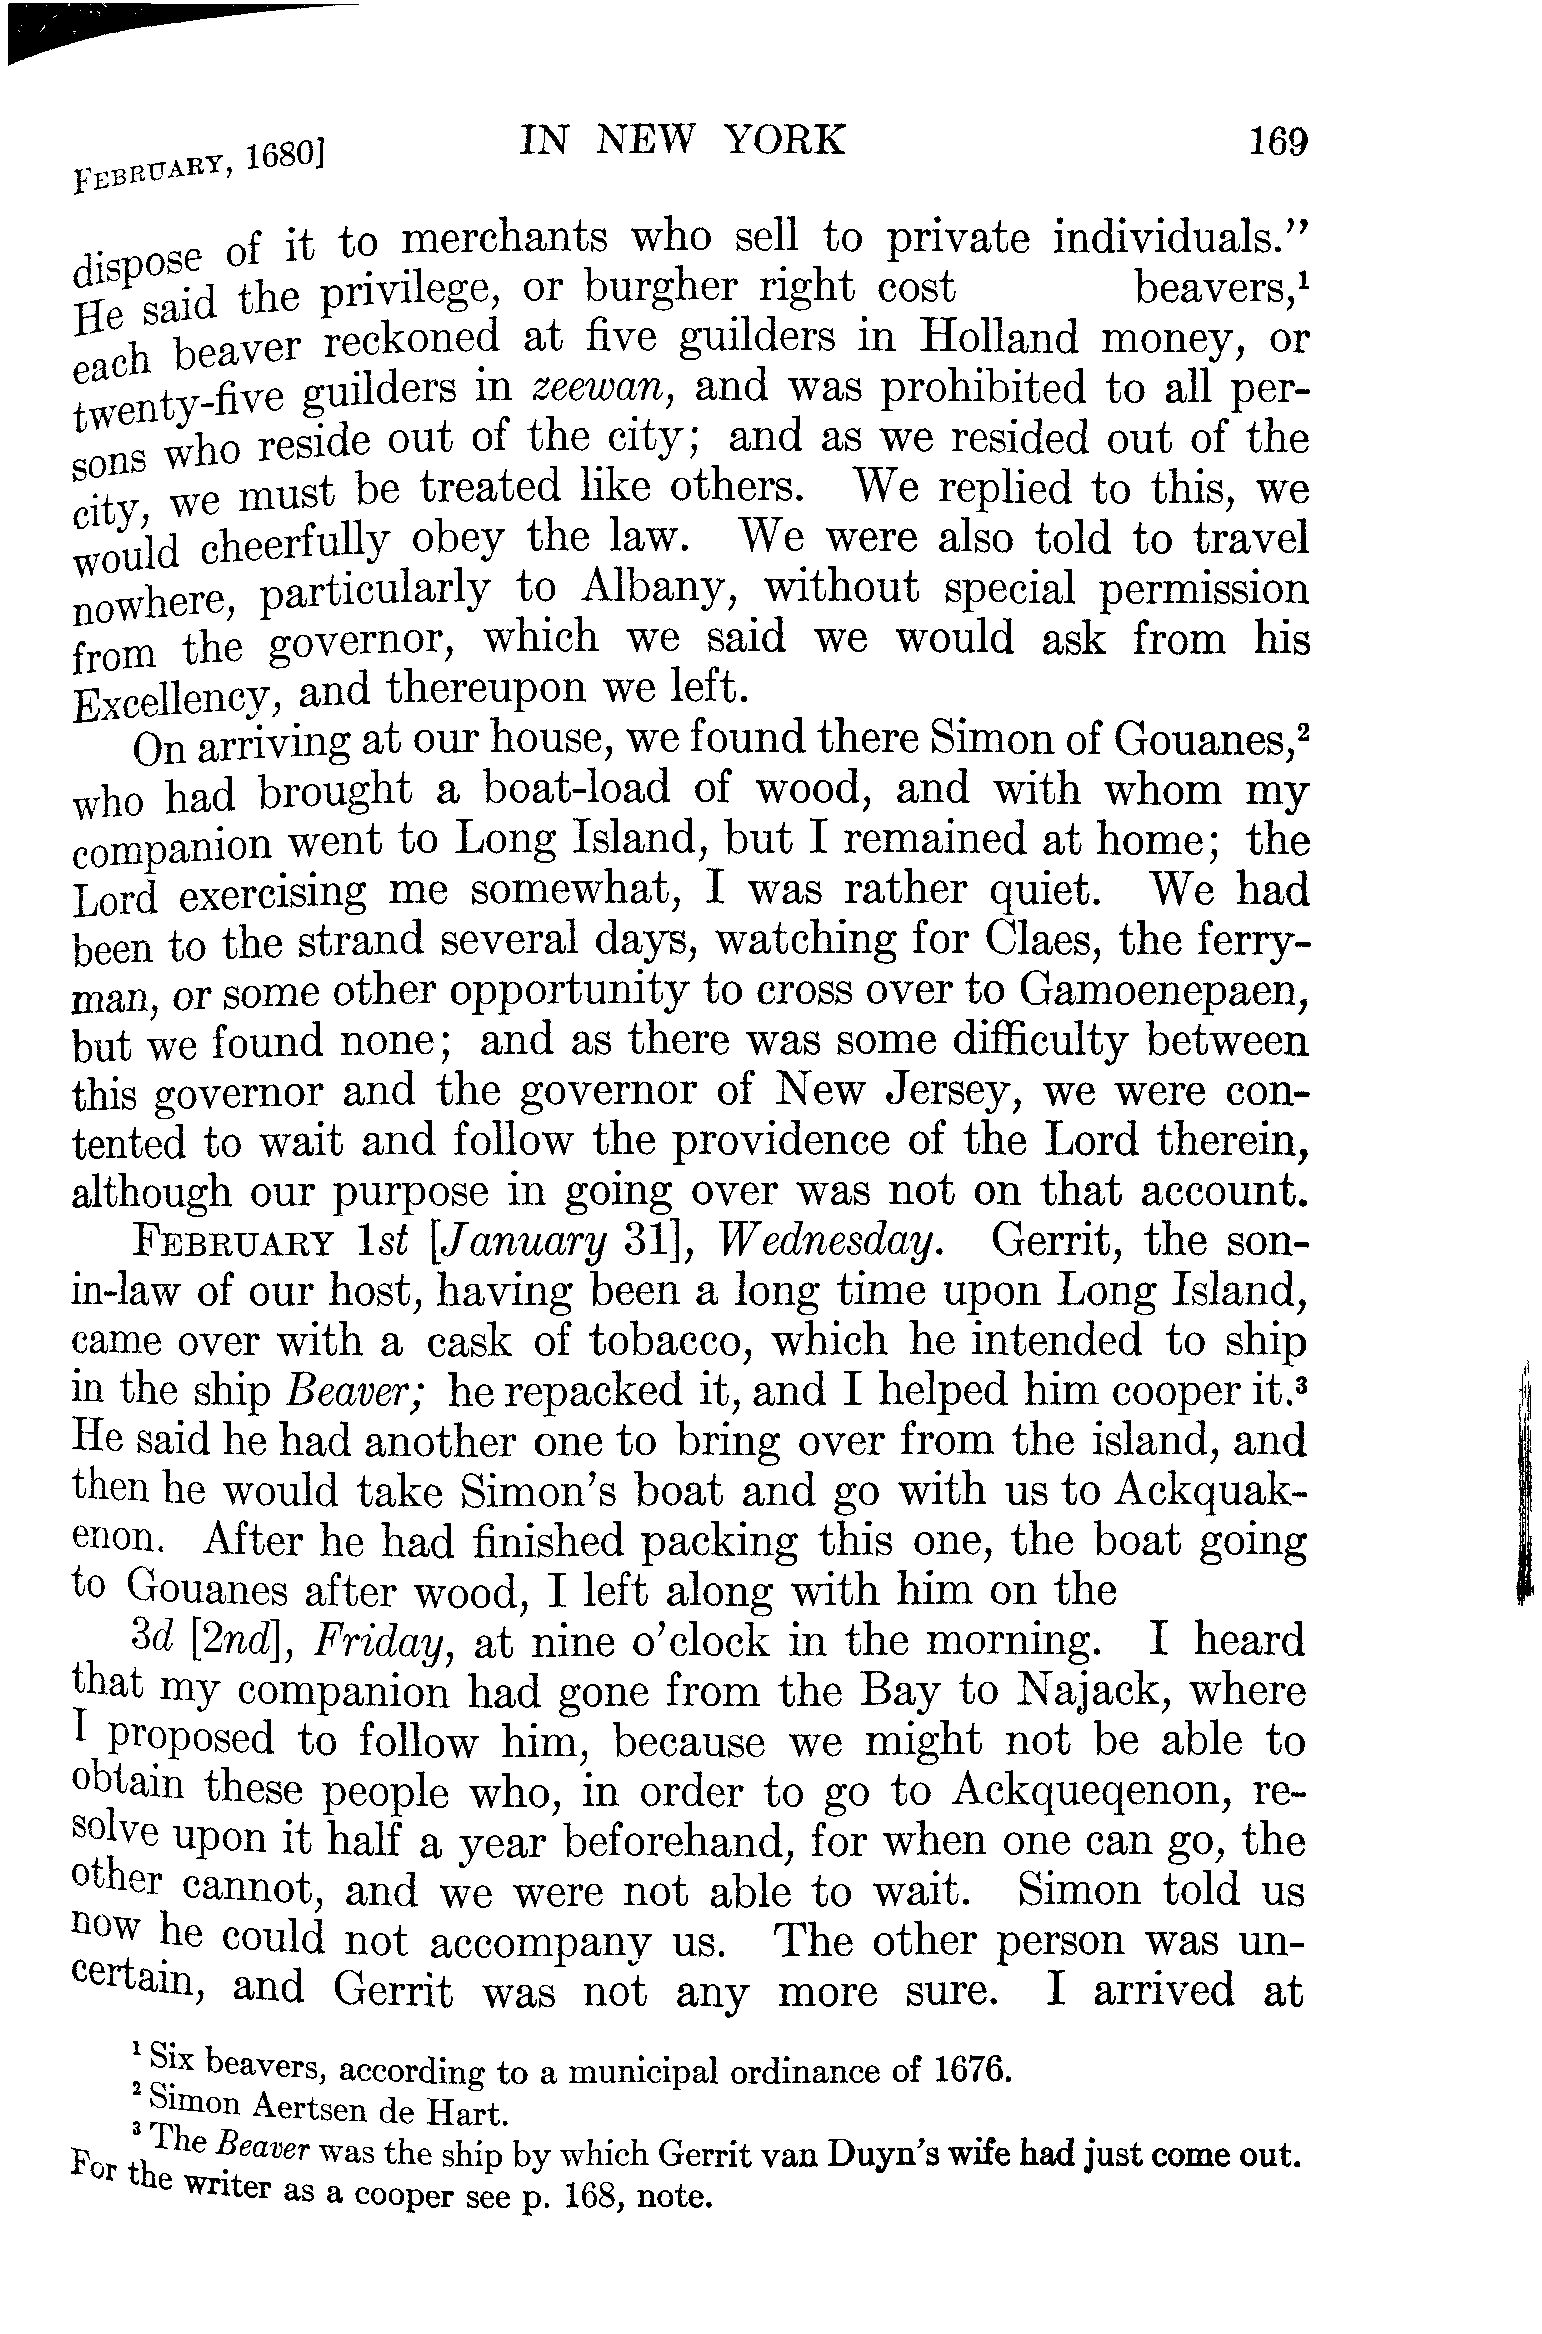 FEBRUARY, 1680] IN NEW YORK 169
dispose of it to merchants who sell to private individuals."
He said the privilege, or burgher right cost beavers,¹
each beaver reckoned at five guilders in Holland money, or
twenty-five guilders in zeewan, and was prohibited to all per-
sons who reside out of the city; and as we resided out of the
city, we must be treated like others. We replied to this, we
would cheerfully obey the law. We were also told to travel
nowhere, particularly to Albany, without special permission
from the governor, which we said we would ask from his
Excellency, and thereupon we left.
On arriving at our house, we found there Simon of Gouanes,²
who had brought a boat-load of wood, and with whom my
companion went to Long Island, but I remained at home; the
Lord exercising me somewhat, I was rather quiet. We had
been to the strand several days, watching for Claes, the ferry-
man, or some other opportunity to cross over to Gamoenepaen,
but we found none; and as there was some difficulty between
this governor and the governor of New Jersey, we were con-
tented to wait and follow the providence of the Lord therein,
although our purpose in going over was not on that account.
FEBRUARY 1st [January 31], Wednesday. Gerrit, the son-
in-law of our host, having been a long time upon Long Island,
came over with a cask of tobacco, which he intended to ship
in the ship Beaver; he repacked it, and I helped him cooper it.³
He said he had another one to bring over from the island, and
then he would take Simon's boat and go with us to Ackquak-
enon. After he had finished packing this one, the boat going
to Gouanes after wood, I left along with him on the
3d [2nd], Friday, at nine o'clock in the morning. I heard
that my companion had gone from the Bay to Najack, where
I proposed to follow him, because we might not be able to
obtain these people who, in order to go to Ackqueqenon, re-
solve upon it half a year beforehand, for when one can go, the
other cannot, and we were not able to wait. Simon told us
now he could not accompany us. The other person was un-
certain, and Gerrit was not any more sure. I arrived at
¹ Six beavers, according to a municipal ordinance of 1676.
² Simon Aertsen de Hart.
³ The Beaver was the ship by which Gerrit van Duyn's wife had just come out.
For the writer as a cooper see p. 168, note.